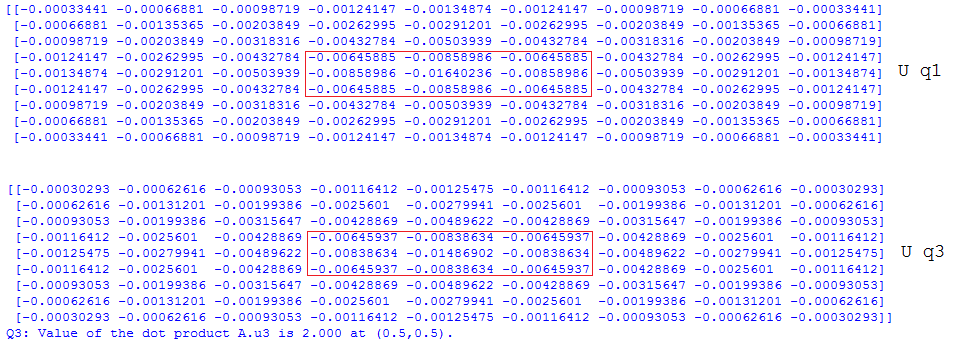 [[-0.00033441 -0.00066881 -0.00098719 -0.00124147 -0.00134874 -0.00124147 -0.00098719 -0.00066881 -0.00033441]
[-0.00066881 -0.00135365 -0.00203849 -0.00262995 -0.00291201 -0.00262995 -0.00203849 -0.00135365 -0.00066881]
[-0.00098719 -0.00203849 -0.00318316 -0.00432784 -0.00503939 -0.00432784 -0.00318316 -0.00203849 -0.00098719]
[-0.00124147 -0.00262995 -0.00432784 -0.00645885 -0.00858986 -0.00645885 -0.00432784 -0.00262995 -0.00124147]
[-0.00134874 -0.00291201 -0.00503939 -0.00858986 -0.01640236 -0.00858986 -0.00503939 -0.00291201 -0.00134874] U q1
[-0.00124147 -0.00262995 -0.00432784 -0.00645885 -0.00858986 -0.00645885 -0.00432784 -0.00262995 -0.00124147]
[-0.00098719 -0.00203849 -0.00318316 -0.00432784 -0.00503939 -0.00432784 -0.00318316 -0.00203849 -0.00098719]
[-0.00066881 -0.00135365 -0.00203849 -0.00262995 -0.00291201 -0.00262995 -0.00203849 -0.00135365 -0.00066881]
[-0.00033441 -0.00066881 -0.00098719 -0.00124147 -0.00134874 -0.00124147 -0.00098719 -0.00066881 -0.00033441]
[[-0.00030293 -0.00062616 -0.00093053 -0.00116412 -0.00125475 -0.00116412 -0.00093053 -0.00062616 -0.00030293]
[-0.00062616 -0.00131201 -0.00199386 -0.0025601 -0.00279941 -0.0025601 -0.00199386 -0.00131201 -0.00062616]
[-0.00093053 -0.00199386 -0.00315647 -0.00428869 -0.00489622 -0.00428869 -0.00315647 -0.00199386 -0.00093053]
[-0.00116412 -0.0025601 -0.00428869 -0.00645937 -0.00838634 -0.00645937 -0.00428869 -0.0025601 -0.00116412]
[-0.00125475 -0.00279941 -0.00489622 -0.00838634 -0.01486902 -0.00838634 -0.00489622 -0.00279941 -0.00125475] U q3
[-0.00116412 -0.0025601 -0.00428869 -0.00645937 -0.00838634 -0.00645937 -0.00428869 -0.0025601 -0.00116412]
[-0.00093053 -0.00199386 -0.00315647 -0.00428869 -0.00489622 -0.00428869 -0.00315647 -0.00199386 -0.00093053]
[-0.00062616 -0.00131201 -0.00199386 -0.0025601 -0.00279941 -0.0025601 -0.00199386 -0.00131201 -0.00062616]
[-0.00030293 -0.00062616 -0.00093053 -0.00116412 -0.00125475 -0.00116412 -0.00093053 -0.00062616 -0.00030293]]
Q3: Value of the dot product A.u3 is 2.000 at (0.5,0.5).